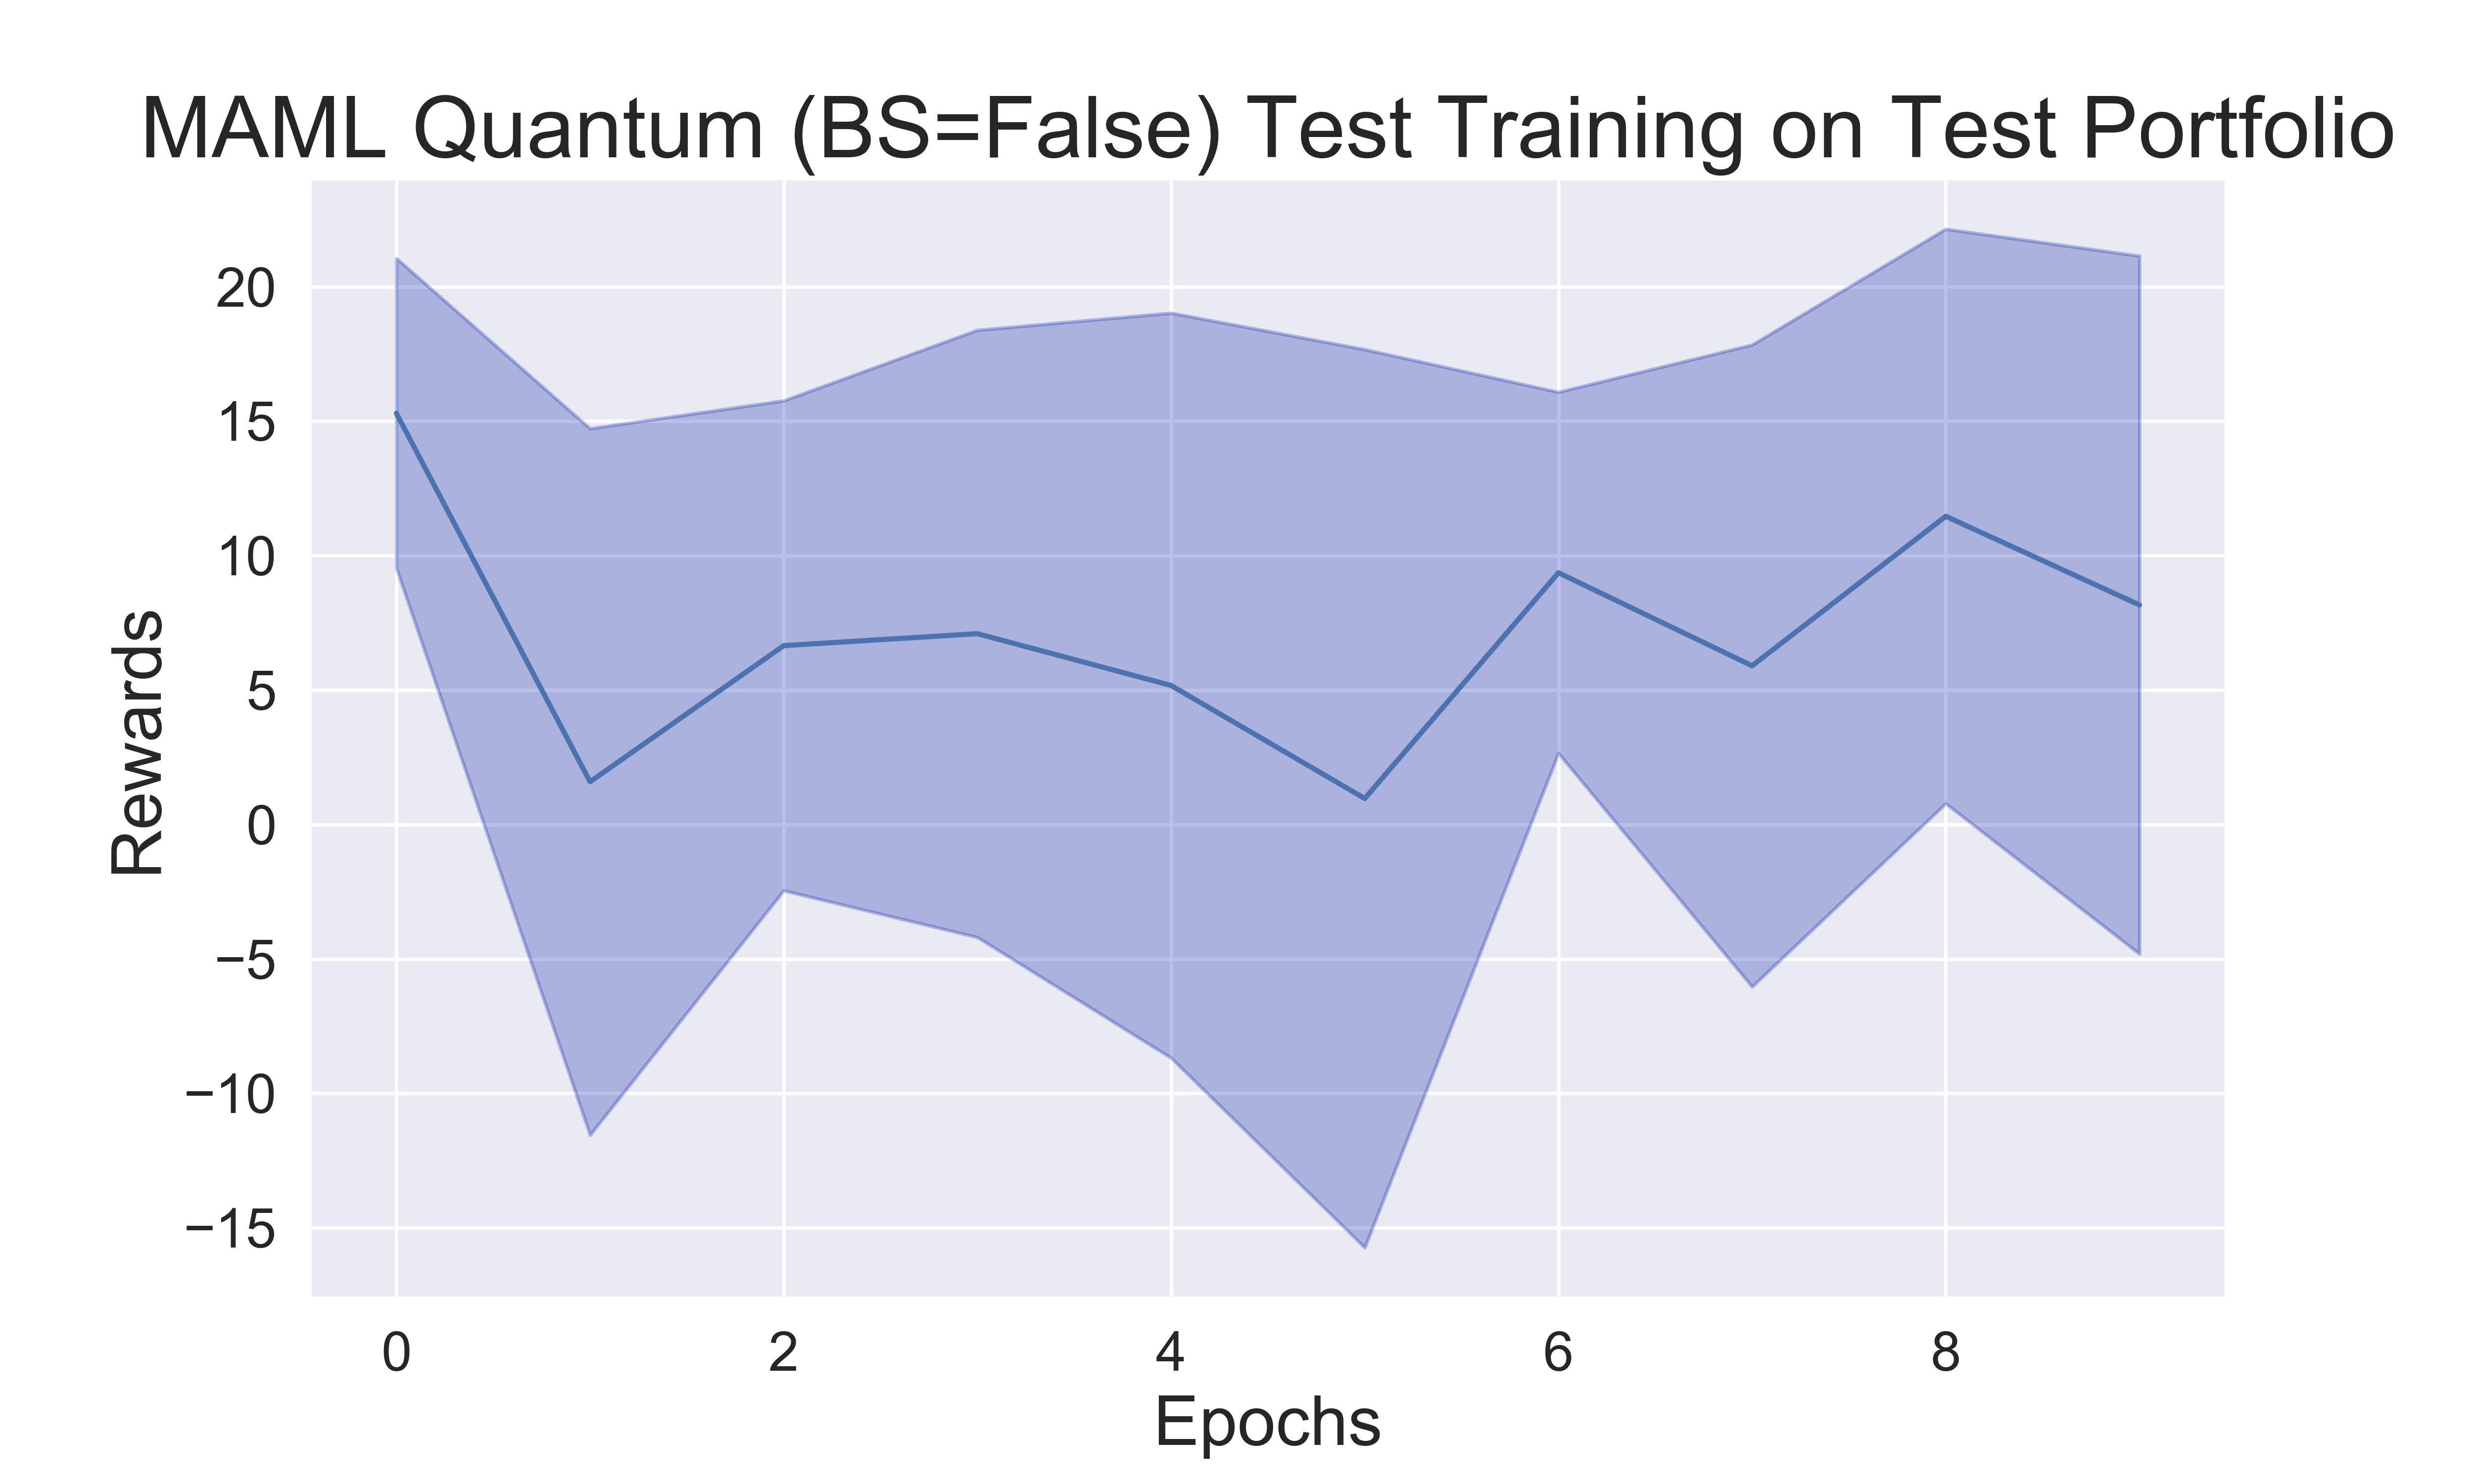 MAML Quantum (BS=False) Test Training on Test Portfolio
20
15
10
5
0
−5
−10
−15
Rewards
0 2 4 6 8
Epochs